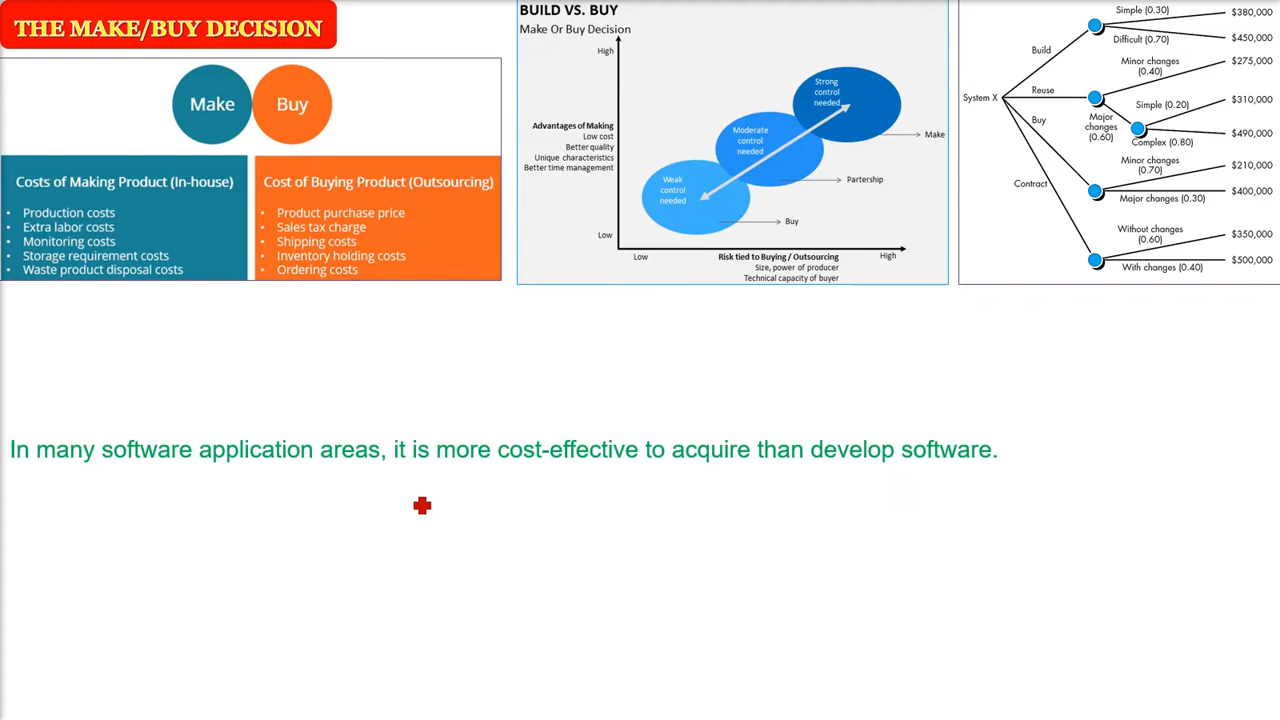 THE MAKE/BUY DECISION
Make
Buy
Costs of Making Product (In-house)
• Production costs
• Extra labor costs
• Monitoring costs
• Storage requirement costs
• Waste product disposal costs
Cost of Buying Product (Outsourcing)
• Product purchase price
• Sales tax charge
• Shipping costs
• Inventory holding costs
• Ordering costs
BUILD VS. BUY
Make Or Buy Decision
High
Advantages of Making
Low cost
Better quality
Unique characteristics
Better time management
Low
Strong
control
needed
Moderate
control
needed
Weak
control
needed
Make
Partership
Buy
Low
Risk tied to Buying / Outsourcing
Size, power of producer
Technical capacity of buyer
High
System X
Build
Simple (0.30)
$380,000
Difficult (0.70)
$450,000
Reuse
Minor changes
(0.40)
$275,000
Major
changes
(0.60)
Simple (0.20)
$310,000
Complex (0.80)
$490,000
Buy
Minor changes
(0.70)
$210,000
Major changes (0.30)
$400,000
Contract
Without changes
(0.60)
$350,000
With changes (0.40)
$500,000
In many software application areas, it is more cost-effective to acquire than develop software.